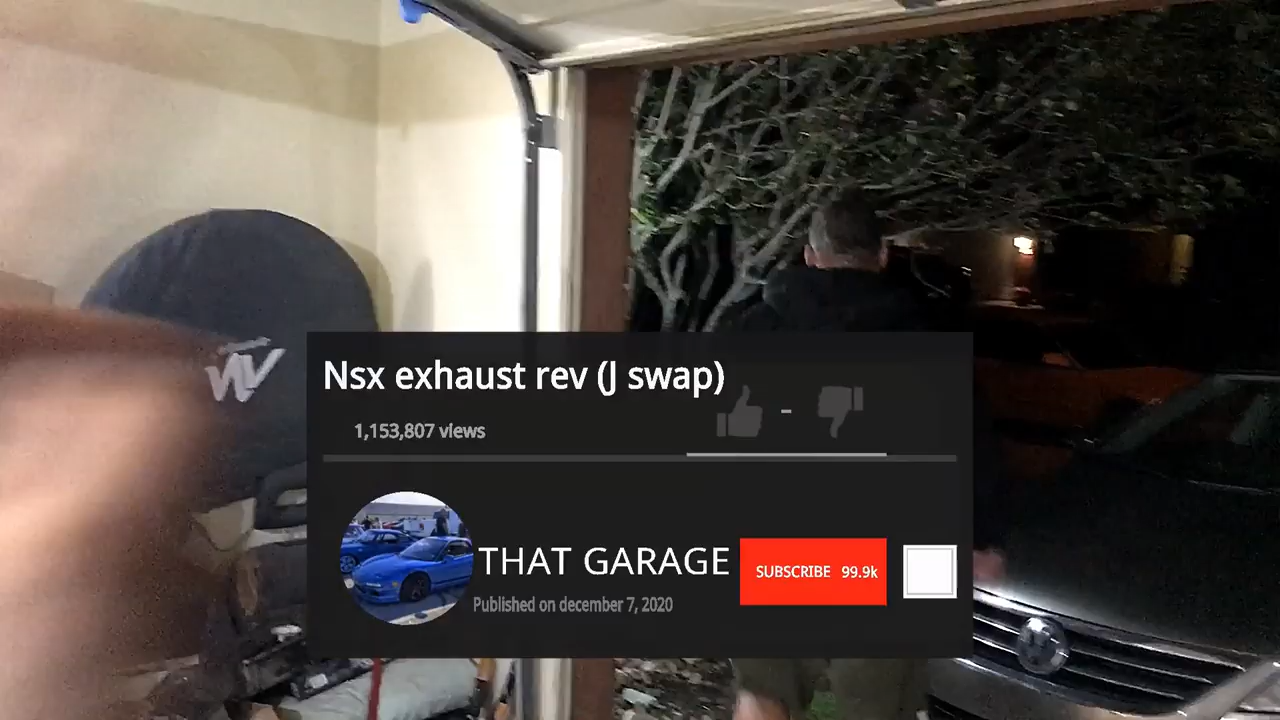 Nsx exhaust rev (J swap)
1,153,807 views
THAT GARAGE
SUBSCRIBE 99.9k
Published on december 7, 2020